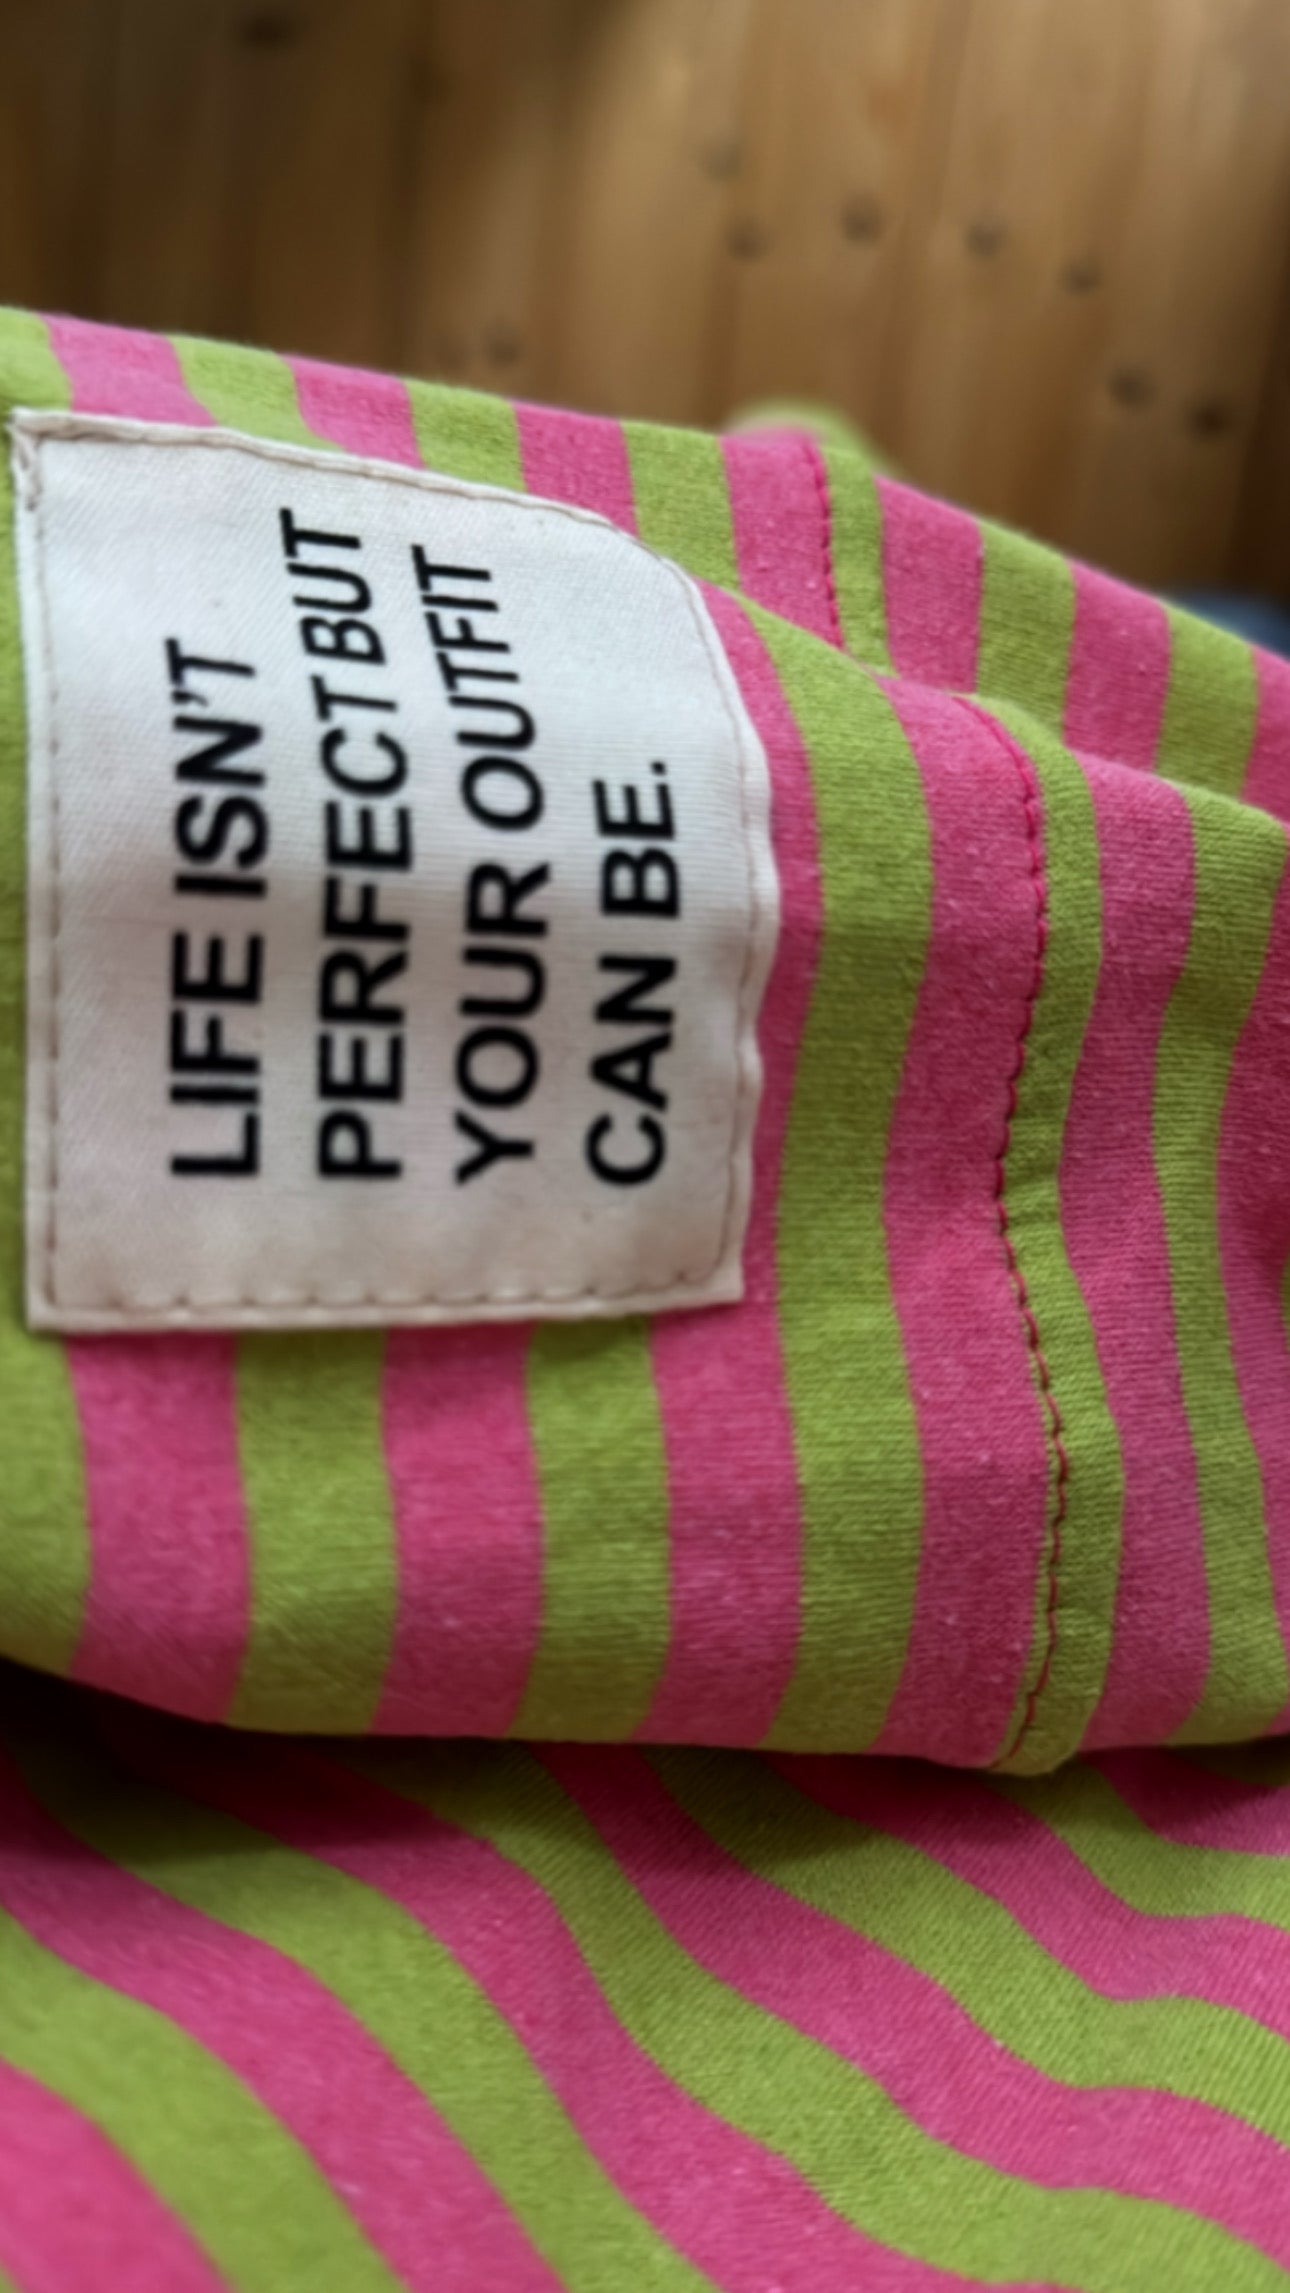 LIFE ISN'T
PERFECT BUT
YOUR OUTFIT
CAN BE.